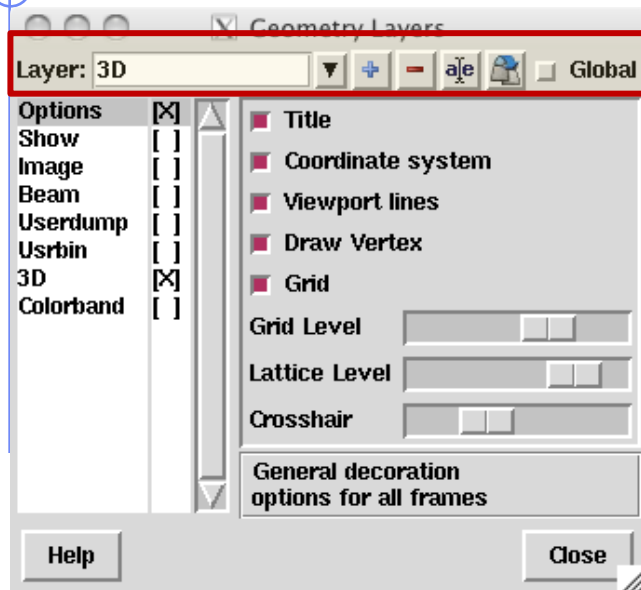 Geometry Layers
Layer: 3D
a|e
Global
Options [X]
Show [ ]
Image [ ]
Beam [ ]
Userdump [ ]
Usrbin [ ]
3D [X]
Colorband [ ]
Title
Coordinate system
Viewport lines
Draw Vertex
Grid
Grid Level
Lattice Level
Crosshair
General decoration
options for all frames
Help
Close